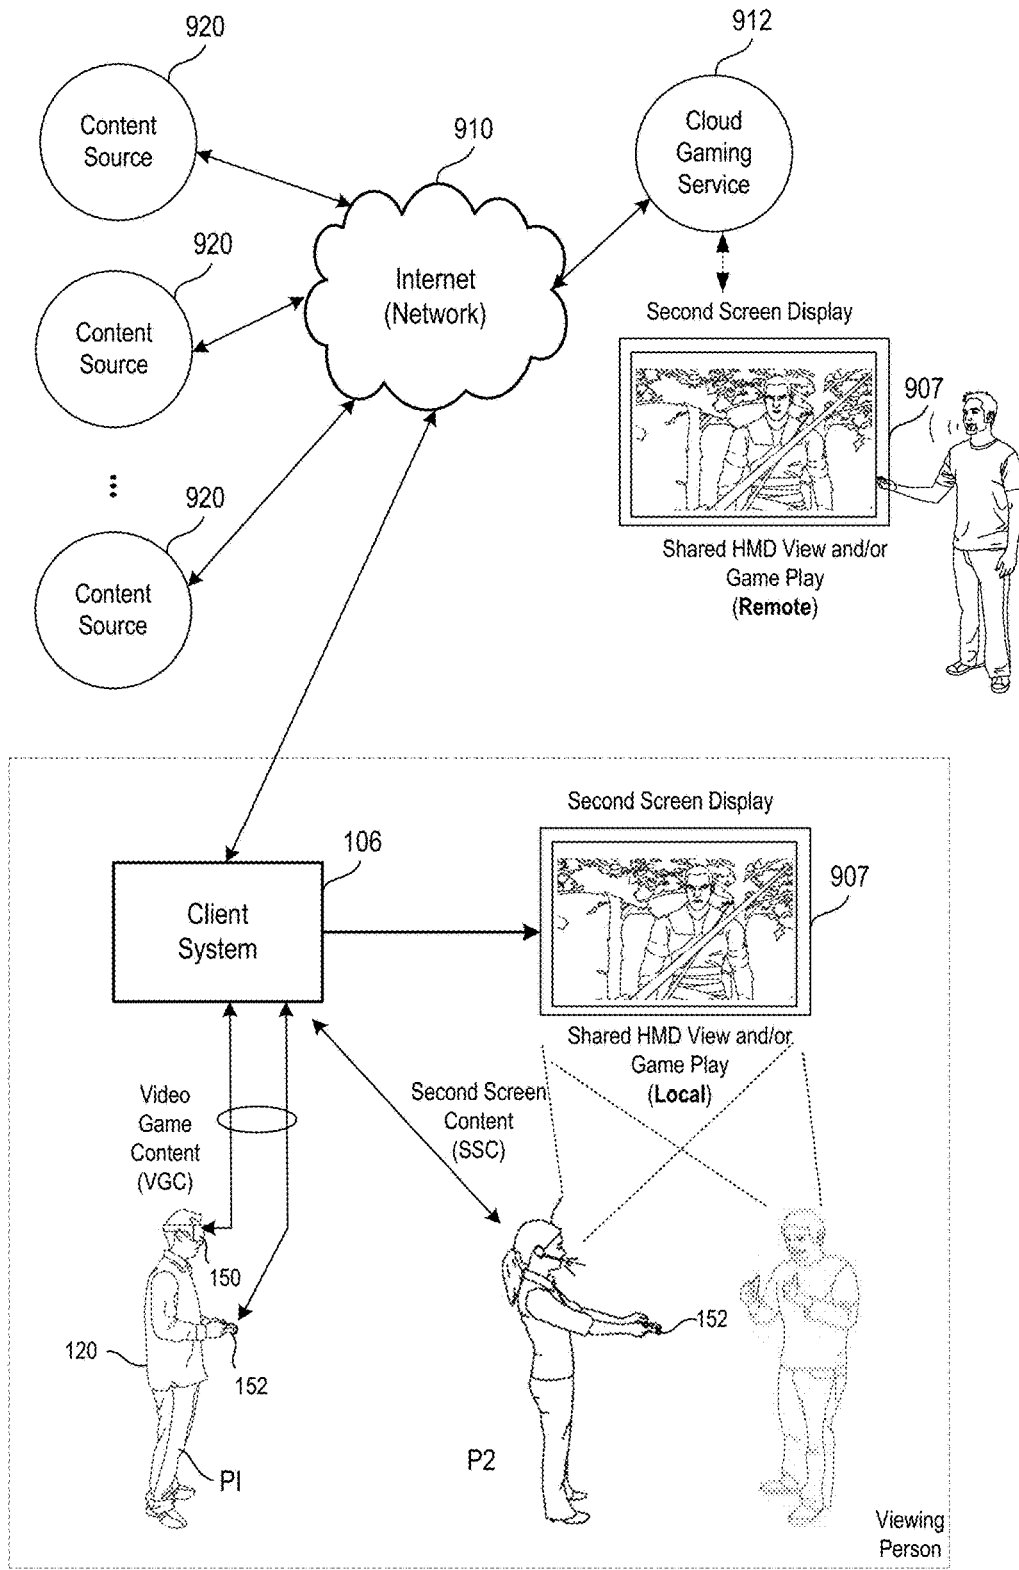 920
912
Content
Source
910
Cloud
Gaming
Service
920
Internet
(Network)
Content
Source
Second Screen Display
907
920
Content
Source
Shared HMD View and/or
Game Play
(Remote)
Second Screen Display
106
907
Client
System
Shared HMD View and/or
Game Play
(Local)
Video
Game
Content
(VGC)
Second Screen
Content
(SSC)
150
120
152
152
P1
P2
Viewing
Person